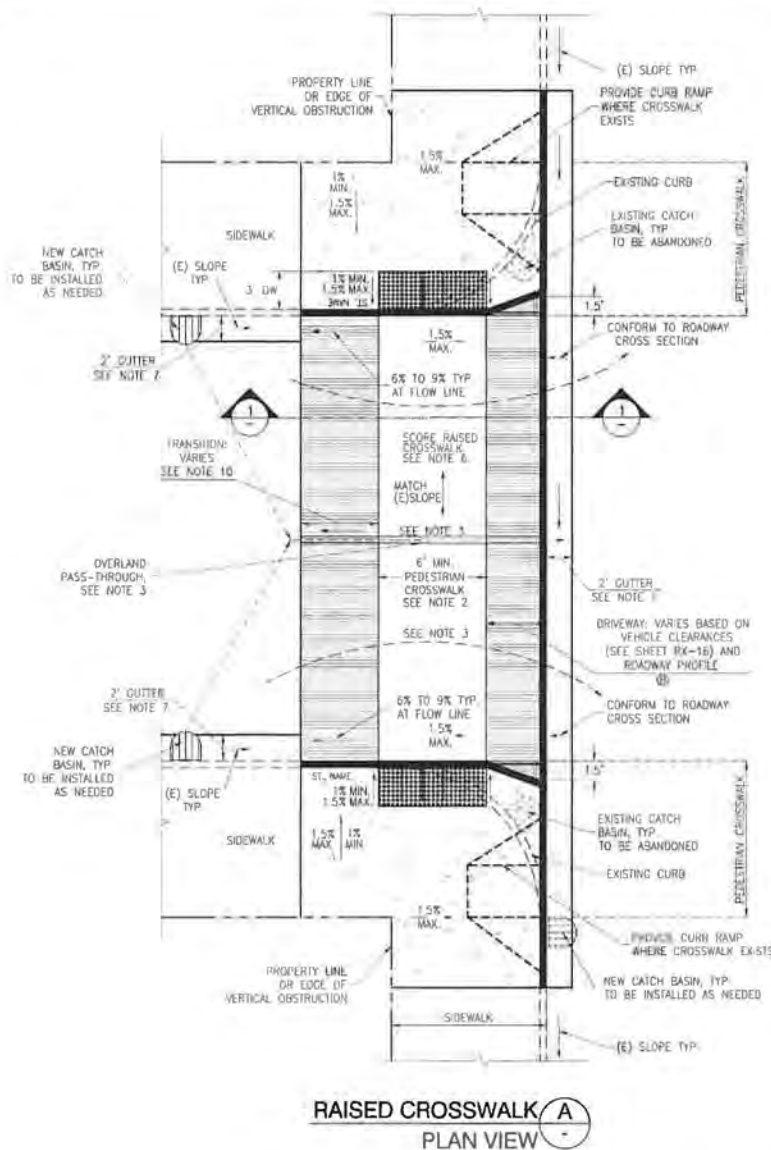 (E) SLOPE TYP
PROPERTY LINE
OR EDGE OF
VERTICAL OBSTRUCTION
PROVIDE CURB RAMP
WHERE CROSSWALK
EXISTS
1.5%
MAX.
1%
MIN.
1.5%
MAX.
EXISTING CURB
PEDESTRIAN CROSSWALK
SIDEWALK
EXISTING CATCH
BASIN, TYP
TO BE ABANDONED
NEW CATCH
BASIN, TYP
TO BE INSTALLED
AS NEEDED
(E) SLOPE
TYP
3' DW
1% MIN.
1.5% MAX
ST. NAME
1.5"
2' GUTTER
SEE NOTE 7
1.5%
MAX.
CONFORM TO ROADWAY
CROSS SECTION
6% TO 9% TYP
AT FLOW LINE
1
-
1
-
TRANSITION:
VARIES
SEE NOTE 10
SCORE RAISED
CROSSWALK
SEE NOTE 6
MATCH
(E)SLOPE
SEE NOTE 3
OVERLAND
PASS-THROUGH,
SEE NOTE 3
6' MIN.
PEDESTRIAN
CROSSWALK
SEE NOTE 2
2' GUTTER
SEE NOTE
DRIVEWAY: VARIES BASED ON
VEHICLE CLEARANCES
(SEE SHEET RX-16) AND
ROADWAY PROFILE
SEE NOTE 3
2' GUTTER
SEE NOTE 7
6% TO 9% TYP
AT FLOW LINE
1.5%
MAX.
CONFORM TO ROADWAY
CROSS SECTION
NEW CATCH
BASIN, TYP
TO BE INSTALLED
AS NEEDED
(E) SLOPE
TYP
ST. NAME
1% MIN.
1.5% MAX.
1.5"
SIDEWALK
1.5%
MAX
1%
MIN
EXISTING CATCH
BASIN, TYP
TO BE ABANDONED
EXISTING CURB
PEDESTRIAN CROSSWALK
1.5%
MAX.
PROVIDE CURB RAMP
WHERE CROSSWALK EXISTS
PROPERTY LINE
OR EDGE OF
VERTICAL OBSTRUCTION
NEW CATCH BASIN, TYP
TO BE INSTALLED AS NEEDED
SIDEWALK
(E) SLOPE TYP
RAISED CROSSWALK
PLAN VIEW
A
-